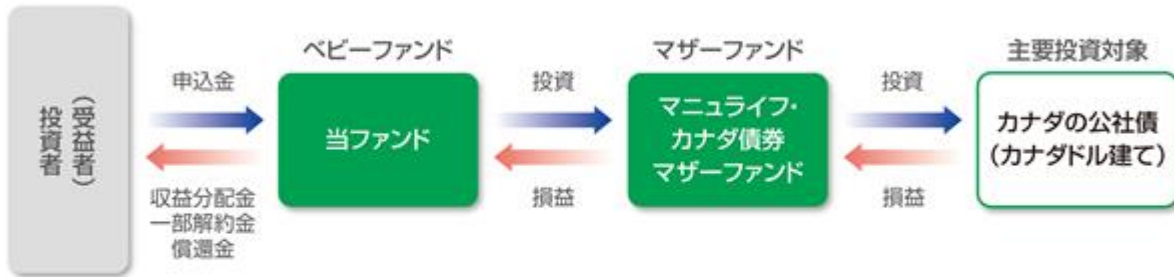 投資者
(受益者)
申込金
収益分配金
一部解約金
償還金
ベビーファンド
当ファンド
投資
損益
マザーファンド
マニュライフ・
カナダ債券
マザーファンド
投資
損益
主要投資対象
カナダの公社債
(カナダドル建て)